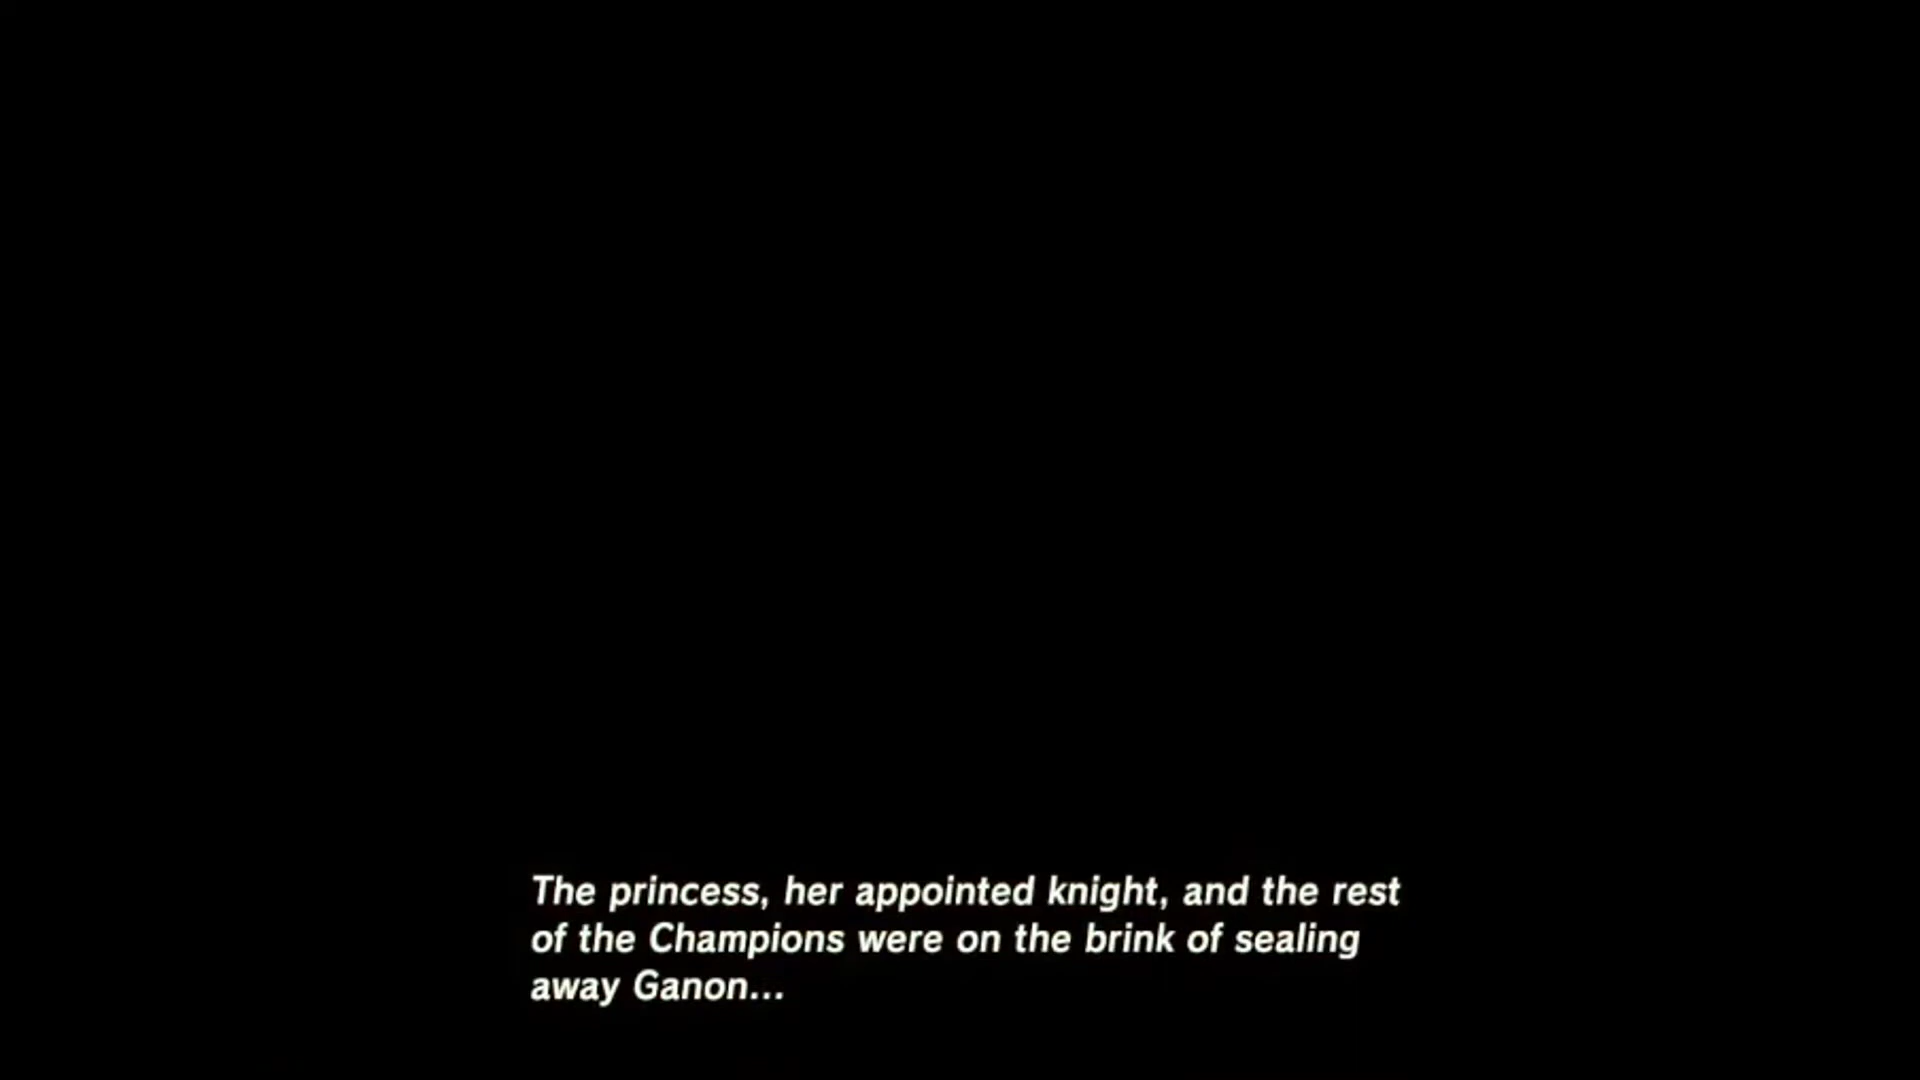 The princess, her appointed knight, and the rest
of the Champions were on the brink of sealing
away Ganon...